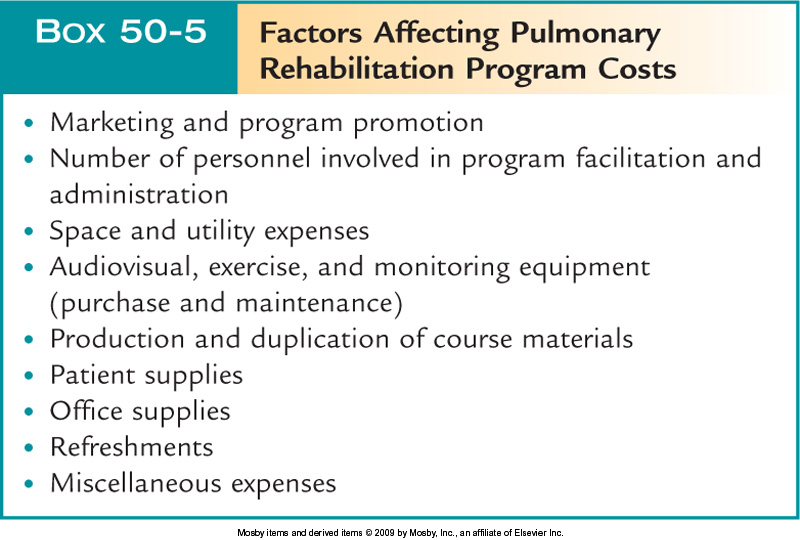 BOX 50-5
Factors Affecting Pulmonary
Rehabilitation Program Costs
• Marketing and program promotion
• Number of personnel involved in program facilitation and
administration
• Space and utility expenses
• Audiovisual, exercise, and monitoring equipment
(purchase and maintenance)
• Production and duplication of course materials
• Patient supplies
• Office supplies
• Refreshments
• Miscellaneous expenses
Mosby items and derived items © 2009 by Mosby, Inc., an affiliate of Elsevier Inc.